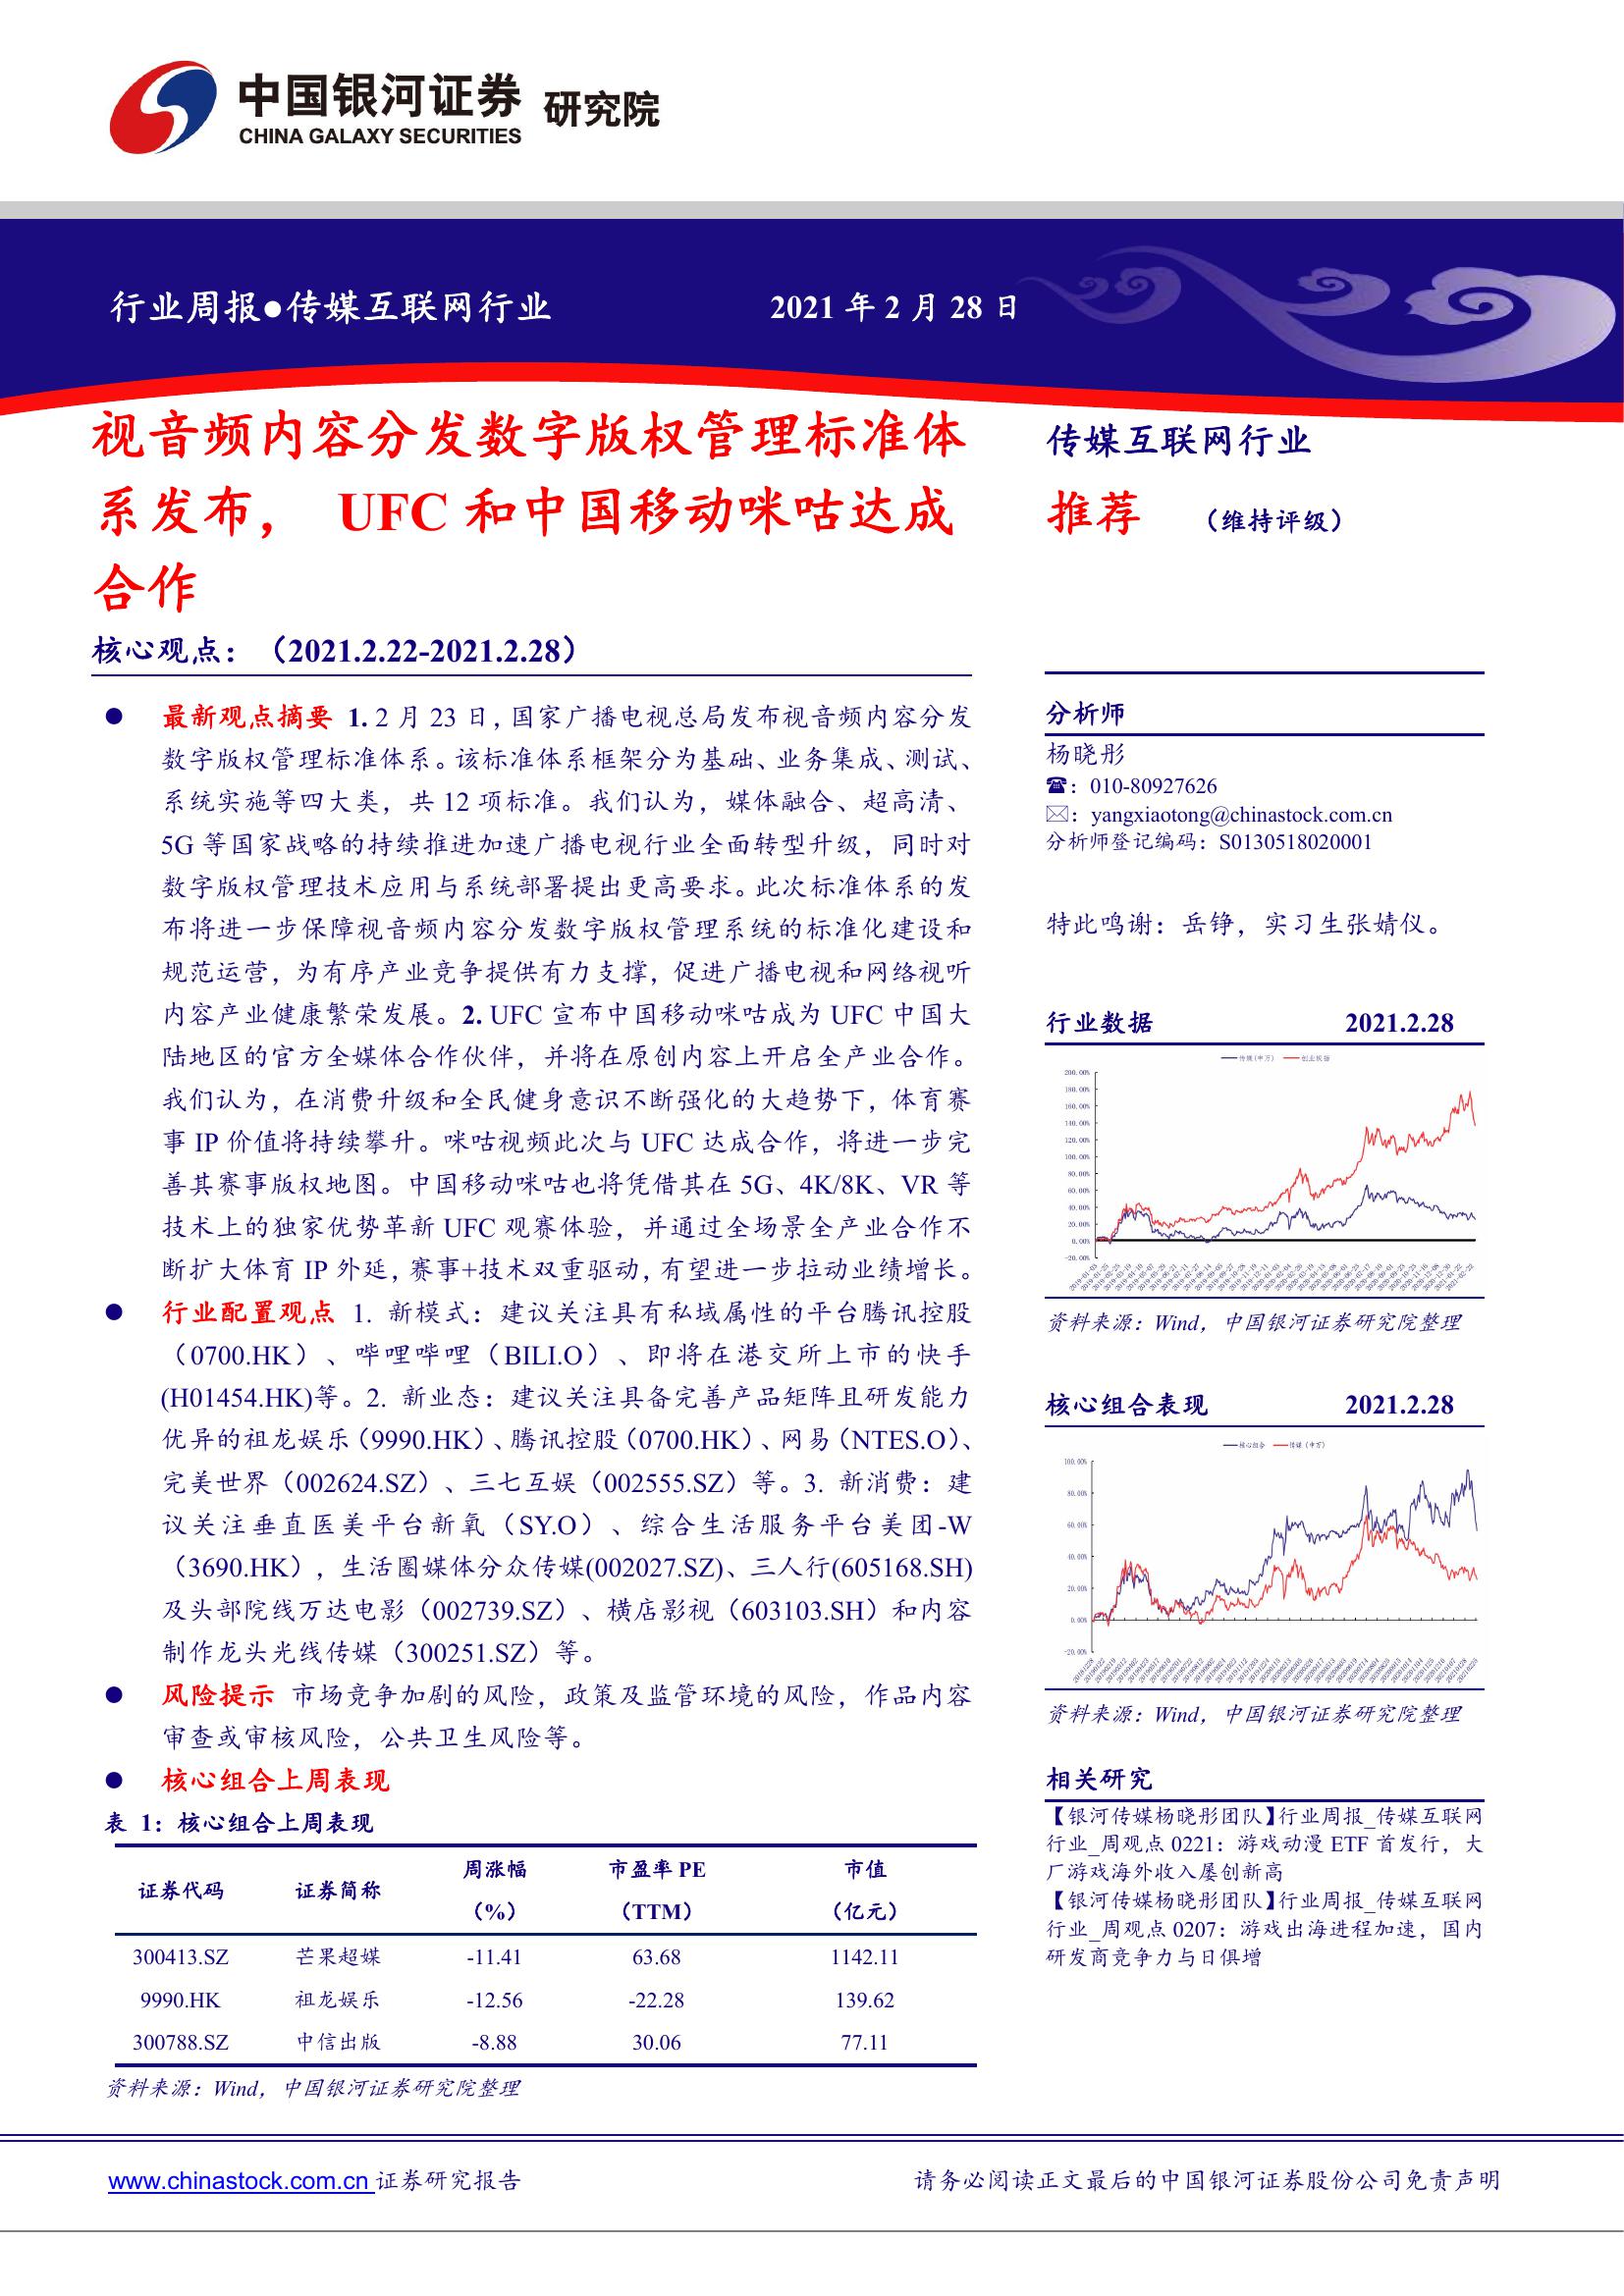 中国银河证券 研究院
CHINA GALAXY SECURITIES
行业周报●传媒互联网行业
2021 年 2 月 28 日
视音频内容分发数字版权管理标准体
系发布， UFC 和中国移动咪咕达成
合作
核心观点：（2021.2.22-2021.2.28）
● 最新观点摘要 1. 2 月 23 日，国家广播电视总局发布视音频内容分发
数字版权管理标准体系。该标准体系框架分为基础、业务集成、测试、
系统实施等四大类，共 12 项标准。我们认为，媒体融合、超高清、
5G 等国家战略的持续推进加速广播电视行业全面转型升级，同时对
数字版权管理技术应用与系统部署提出更高要求。此次标准体系的发
布将进一步保障视音频内容分发数字版权管理系统的标准化建设和
规范运营，为有序产业竞争提供有力支撑，促进广播电视和网络视听
内容产业健康繁荣发展。2. UFC 宣布中国移动咪咕成为 UFC 中国大
陆地区的官方全媒体合作伙伴，并将在原创内容上开启全产业合作。
我们认为，在消费升级和全民健身意识不断强化的大趋势下，体育赛
事 IP 价值将持续攀升。咪咕视频此次与 UFC 达成合作，将进一步完
善其赛事版权地图。中国移动咪咕也将凭借其在 5G、4K/8K、VR 等
技术上的独家优势革新 UFC 观赛体验，并通过全场景全产业合作不
断扩大体育 IP 外延，赛事+技术双重驱动，有望进一步拉动业绩增长。
● 行业配置观点 1. 新模式：建议关注具有私域属性的平台腾讯控股
（0700.HK）、哔哩哔哩（BILI.O）、即将在港交所上市的快手
(H01454.HK)等。2. 新业态：建议关注具备完善产品矩阵且研发能力
优异的祖龙娱乐（9990.HK）、腾讯控股（0700.HK）、网易（NTES.O）、
完美世界（002624.SZ）、三七互娱（002555.SZ）等。3. 新消费：建
议关注垂直医美平台新氧（SY.O）、综合生活服务平台美团-W
（3690.HK），生活圈媒体分众传媒(002027.SZ)、三人行(605168.SH)
及头部院线万达电影（002739.SZ）、横店影视（603103.SH）和内容
制作龙头光线传媒（300251.SZ）等。
● 风险提示 市场竞争加剧的风险，政策及监管环境的风险，作品内容
审查或审核风险，公共卫生风险等。
● 核心组合上周表现
表 1：核心组合上周表现
证券代码 证券简称 周涨幅（%） 市盈率 PE（TTM） 市值（亿元）
300413.SZ 芒果超媒 -11.41 63.68 1142.11
9990.HK 祖龙娱乐 -12.56 -22.28 139.62
300788.SZ 中信出版 -8.88 30.06 77.11
资料来源：Wind，中国银河证券研究院整理
传媒互联网行业
推荐 （维持评级）
分析师
杨晓彤
☎：010-80927626
✉：yangxiaotong@chinastock.com.cn
分析师登记编码：S0130518020001
特此鸣谢：岳铮，实习生张婧仪。
行业数据 2021.2.28
传媒(申万) 创业板指
200.00%
180.00%
160.00%
140.00%
120.00%
100.00%
80.00%
60.00%
40.00%
20.00%
0.00%
-20.00%
资料来源：Wind，中国银河证券研究院整理
核心组合表现 2021.2.28
核心组合 传媒（申万）
100.00%
80.00%
60.00%
40.00%
20.00%
0.00%
-20.00%
资料来源：Wind，中国银河证券研究院整理
相关研究
【银河传媒杨晓彤团队】行业周报_传媒互联网
行业_周观点 0221：游戏动漫 ETF 首发行，大
厂游戏海外收入屡创新高
【银河传媒杨晓彤团队】行业周报_传媒互联网
行业_周观点 0207：游戏出海进程加速，国内
研发商竞争力与日俱增
www.chinastock.com.cn 证券研究报告
请务必阅读正文最后的中国银河证券股份公司免责声明